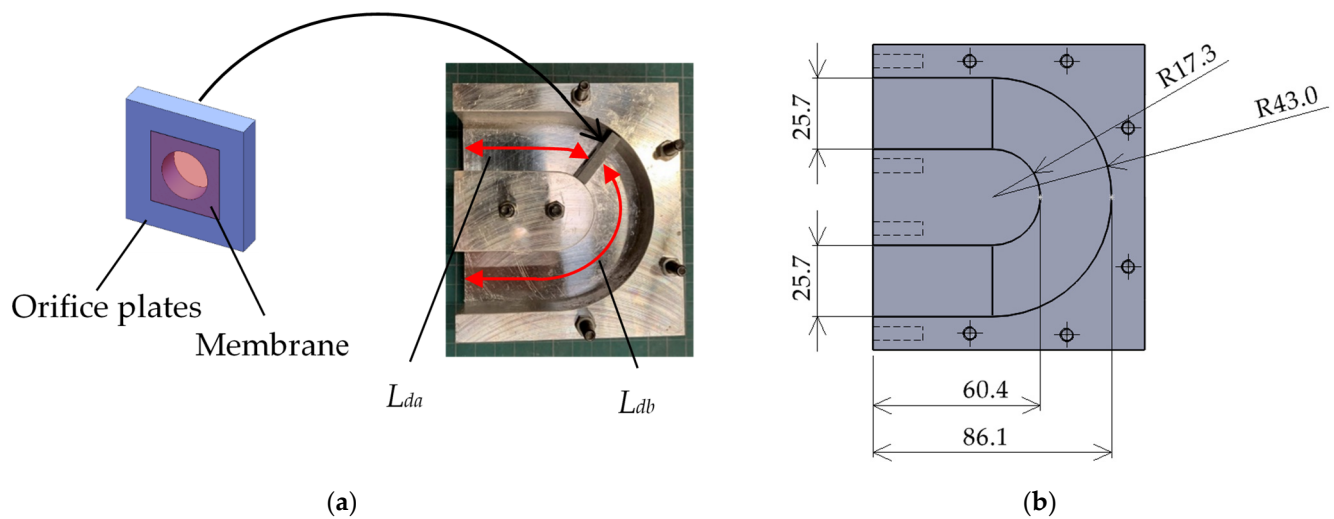 Orifice plates
Membrane
Lda
Ldb
(a)
25.7
25.7
R17.3
R43.0
60.4
86.1
(b)